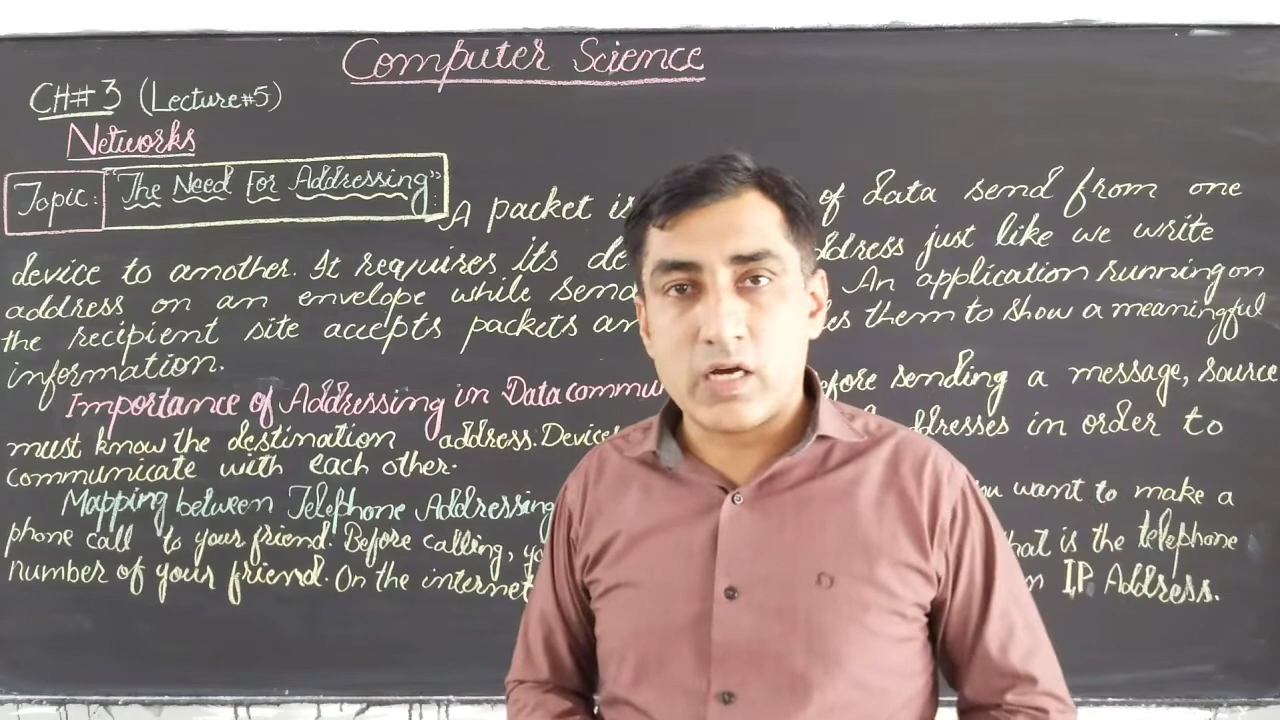 Computer Science
CH#3 (Lecture#5)
Networks
Topic: "The Need For Addressing":
A packet is of data send from one
device to another. It requires its de address just like we write
address on an envelope while send An application running on
the recipient site accepts packets an them to show a meaningful
information.
Importance of Addressing in Data commu efore sending a message, source
must know the destination address. Devices ddresses in order to
communicate with each other.
Mapping between Telephone Addressing you want to make a
phone call to your friend. Before calling, yo hat is the telephone
number of your friend. On the internet IP Address.